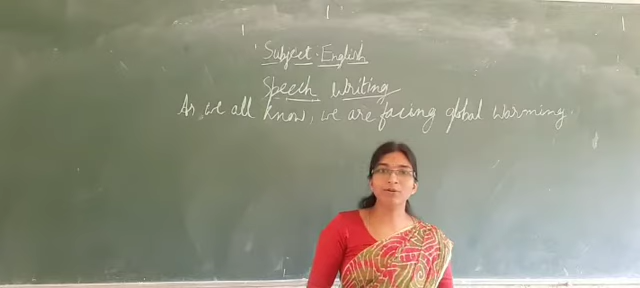 Subject: English
Speech Writing
As, we all know, we are facing global warming.